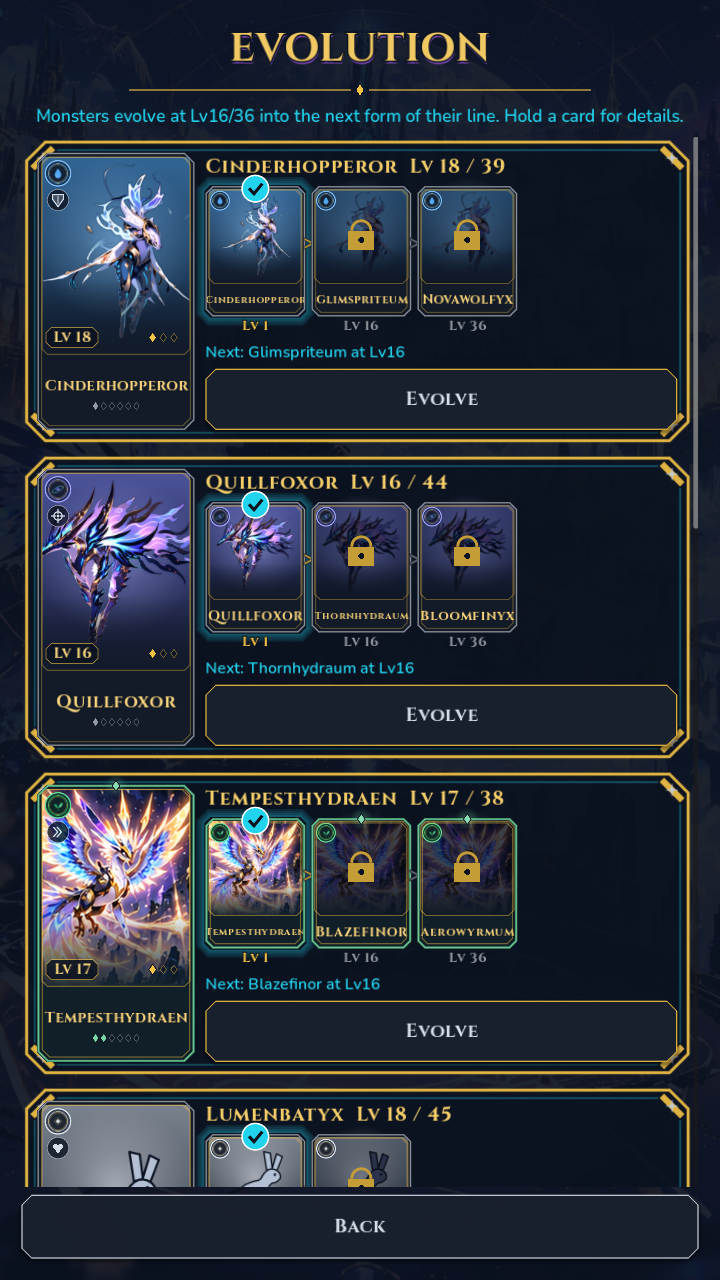 EVOLUTION
Monsters evolve at Lv16/36 into the next form of their line. Hold a card for details.
Cinderhopperor Lv 18 / 39
Lv 18
Cinderhopperor
Cinderhopperor
Glimspriteum
Novawolfyx
Lv 1
Lv 16
Lv 36
Next: Glimspriteum at Lv16
Evolve
Quillfoxor Lv 16 / 44
Lv 16
Quillfoxor
Quillfoxor
Thornhydraum
Bloomfinyx
Lv 1
Lv 16
Lv 36
Next: Thornhydraum at Lv16
Evolve
Tempesthydraen Lv 17 / 38
Lv 17
Tempesthydraen
Tempesthydraen
Blazefinor
Aerowyrmum
Lv 1
Lv 16
Lv 36
Next: Blazefinor at Lv16
Evolve
Lumenbatyx Lv 18 / 45
Back